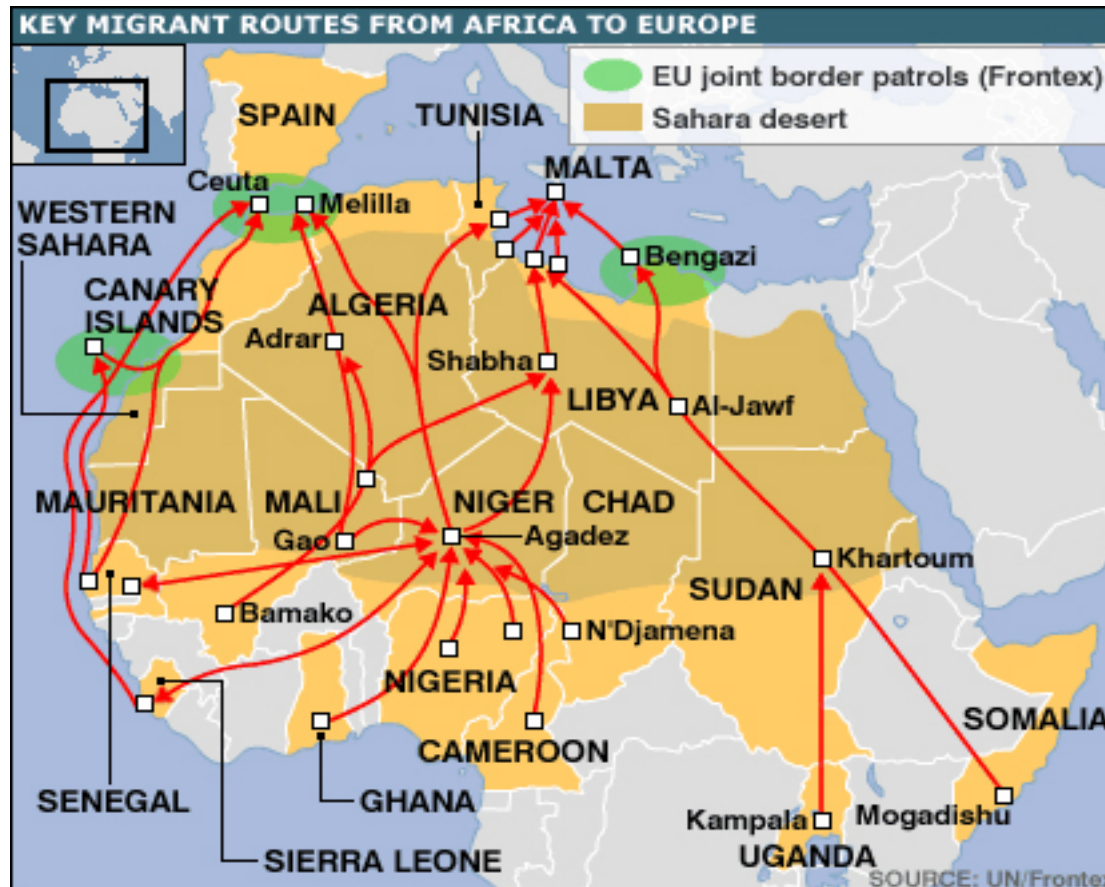 KEY MIGRANT ROUTES FROM AFRICA TO EUROPE
EU joint border patrols (Frontex)
Sahara desert
SPAIN
TUNISIA
MALTA
Ceuta
Melilla
WESTERN
SAHARA
Bengazi
CANARY
ISLANDS
ALGERIA
Adrar
Shabha
LIBYA
Al-Jawf
MAURITANIA
MALI
NIGER
CHAD
Gao
Agadez
Khartoum
SUDAN
Bamako
N'Djamena
NIGERIA
SOMALIA
CAMEROON
SENEGAL
GHANA
Kampala
Mogadishu
SIERRA LEONE
UGANDA
SOURCE: UN/Frontex